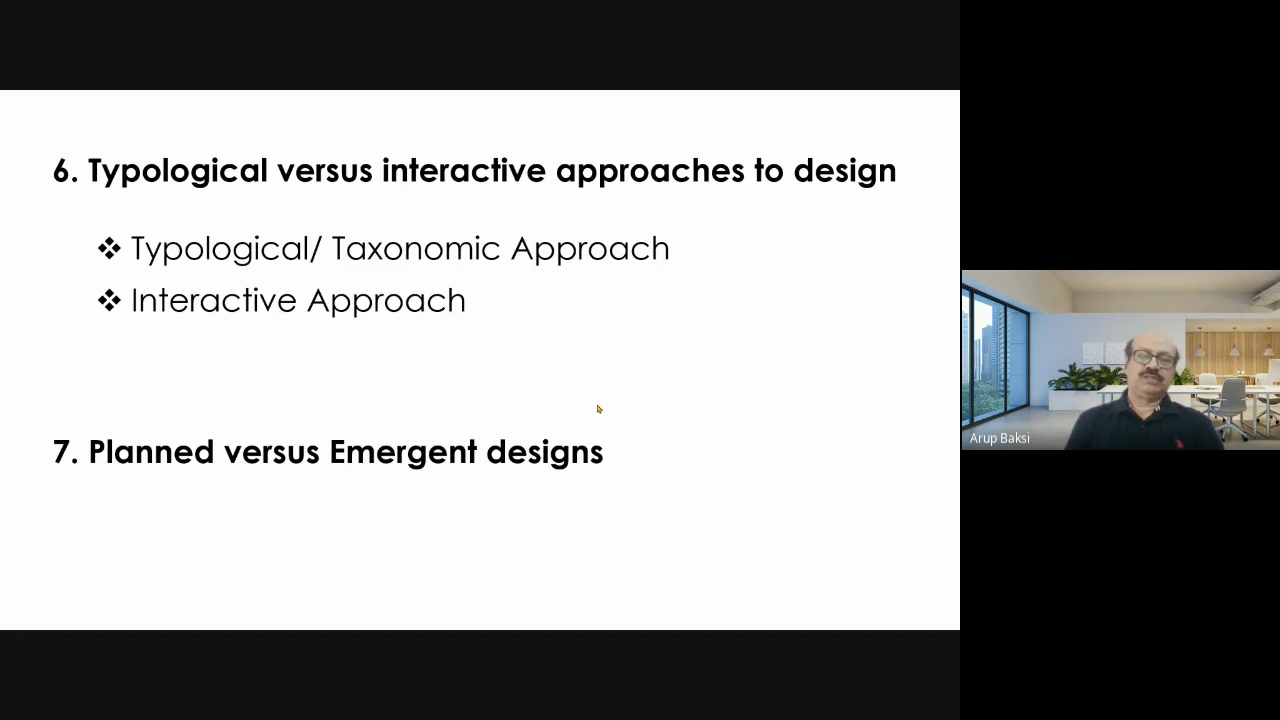 6. Typological versus interactive approaches to design
❖ Typological/ Taxonomic Approach
❖ Interactive Approach
7. Planned versus Emergent designs
Arup Baksi